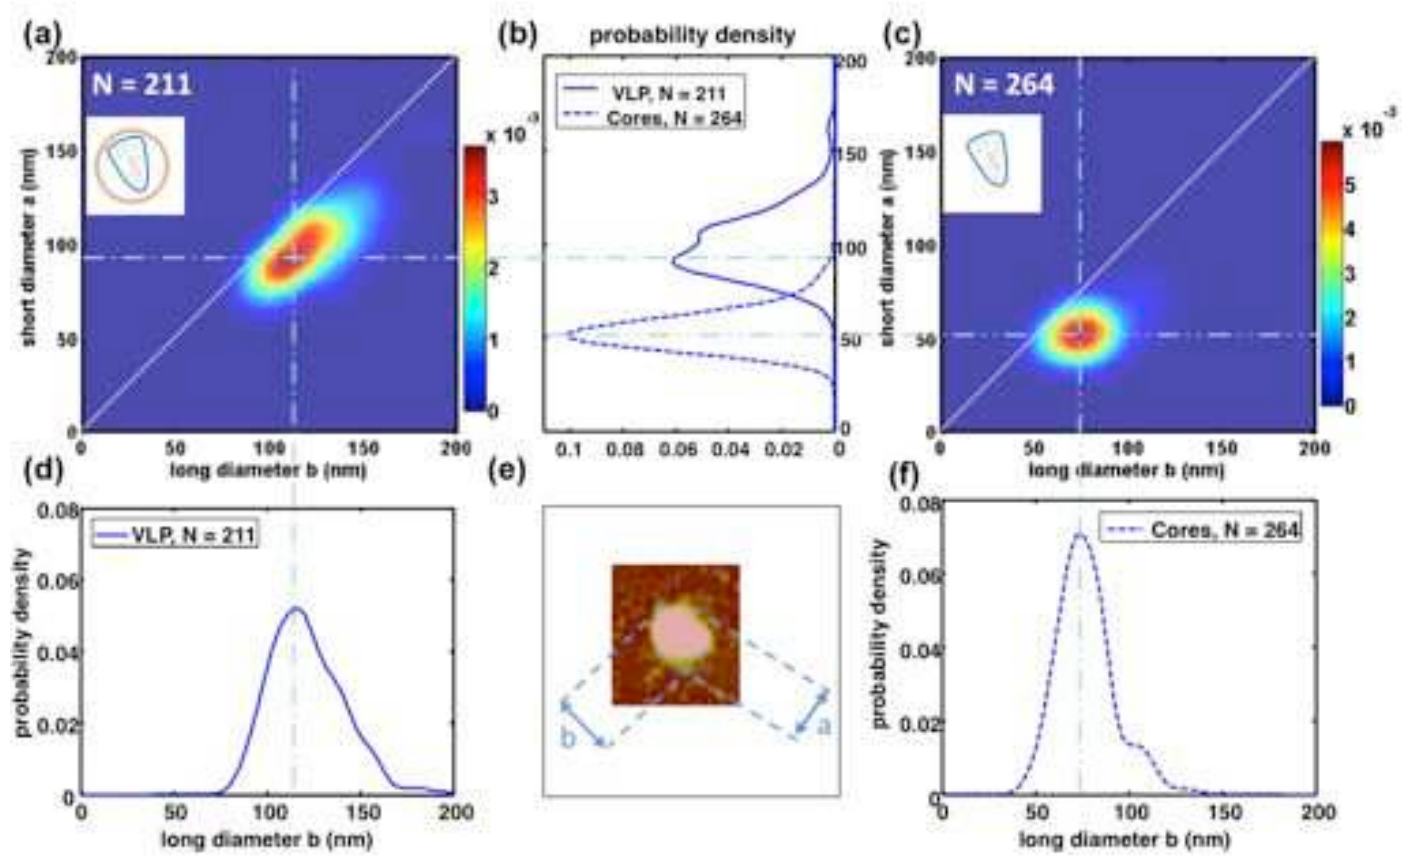 (a)
N = 211
200
150
100
50
0
short diameter a (nm)
0
50
100
150
200
long diameter b (nm)
x 10-3
3
2
1
0
(b)
probability density
VLP, N = 211
Cores, N = 264
200
150
100
50
0
0.1
0.08
0.06
0.04
0.02
0
(c)
N = 264
200
150
100
50
0
short diameter a (nm)
0
50
100
150
200
long diameter b (nm)
x 10-3
5
4
3
2
1
0
(d)
VLP, N = 211
0.08
0.06
0.04
0.02
0
probability density
0
50
100
150
200
long diameter b (nm)
(e)
b
a
(f)
Cores, N = 264
0.08
0.06
0.04
0.02
0
probability density
0
50
100
150
200
long diameter b (nm)